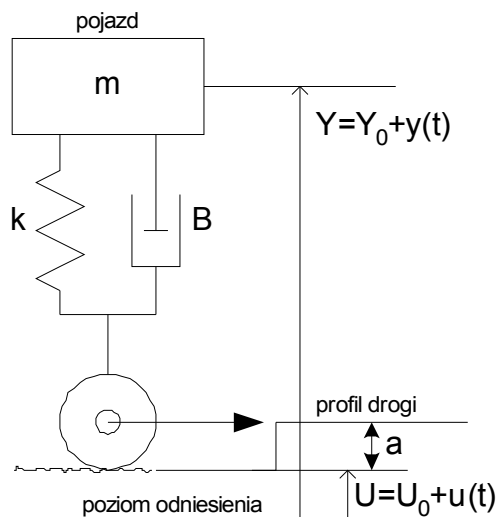 pojazd
m
Y=Y₀+y(t)
k
B
profil drogi
a
U=U₀+u(t)
poziom odniesienia